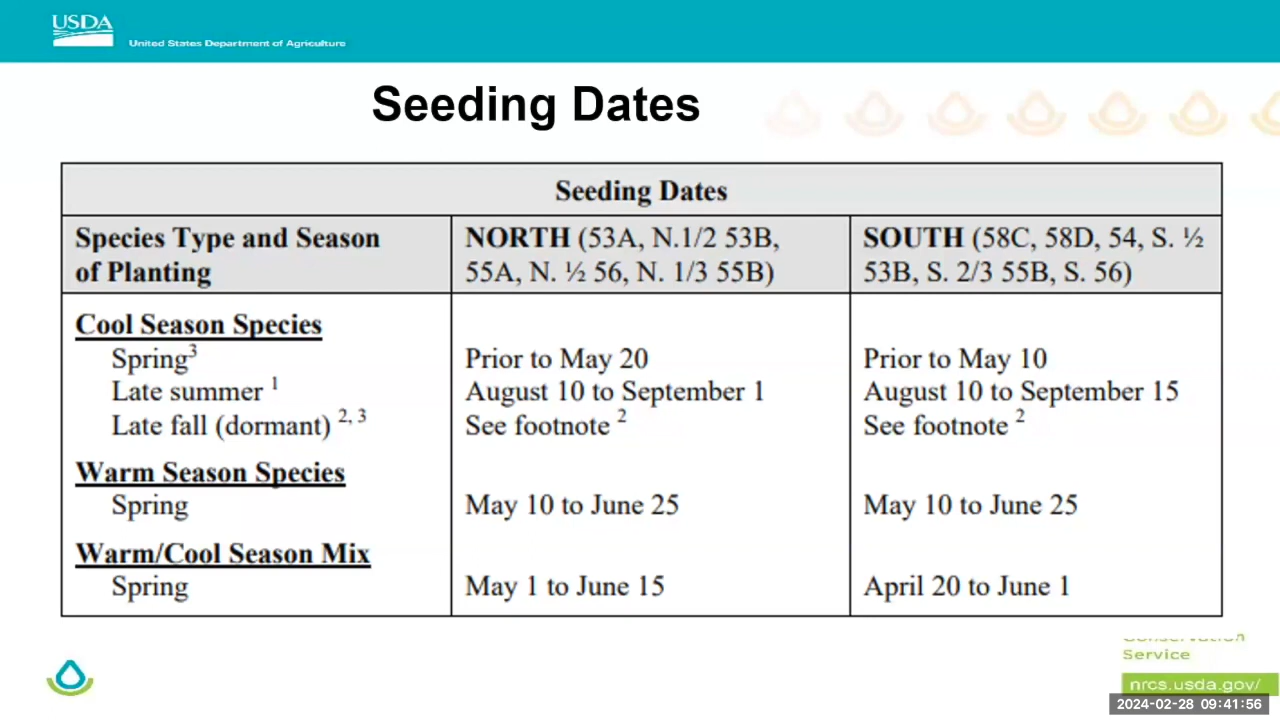 USDA
United States Department of Agriculture
Seeding Dates
Seeding Dates
Species Type and Season of Planting
NORTH (53A, N.1/2 53B, 55A, N. ½ 56, N. 1/3 55B)
SOUTH (58C, 58D, 54, S. ½ 53B, S. 2/3 55B, S. 56)
Cool Season Species
Spring³ Prior to May 20 Prior to May 10
Late summer ¹ August 10 to September 1 August 10 to September 15
Late fall (dormant) ²,³ See footnote ² See footnote ²
Warm Season Species
Spring May 10 to June 25 May 10 to June 25
Warm/Cool Season Mix
Spring May 1 to June 15 April 20 to June 1
Conservation
Service
nrcs.usda.gov/
2024-02-28 09:41:56